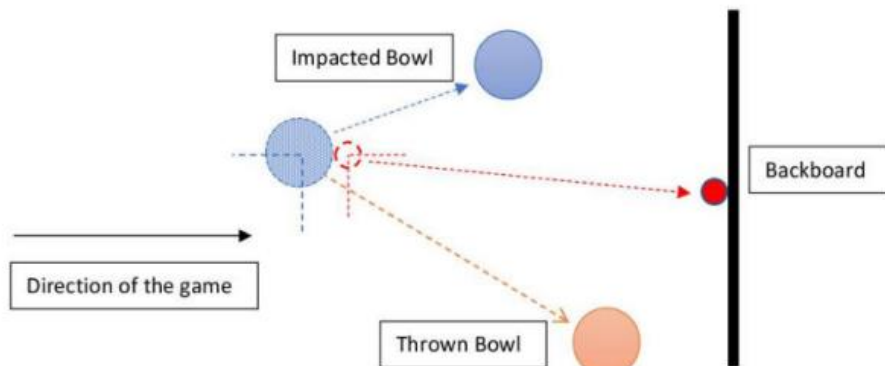 Impacted Bowl
Backboard
Direction of the game
Thrown Bowl